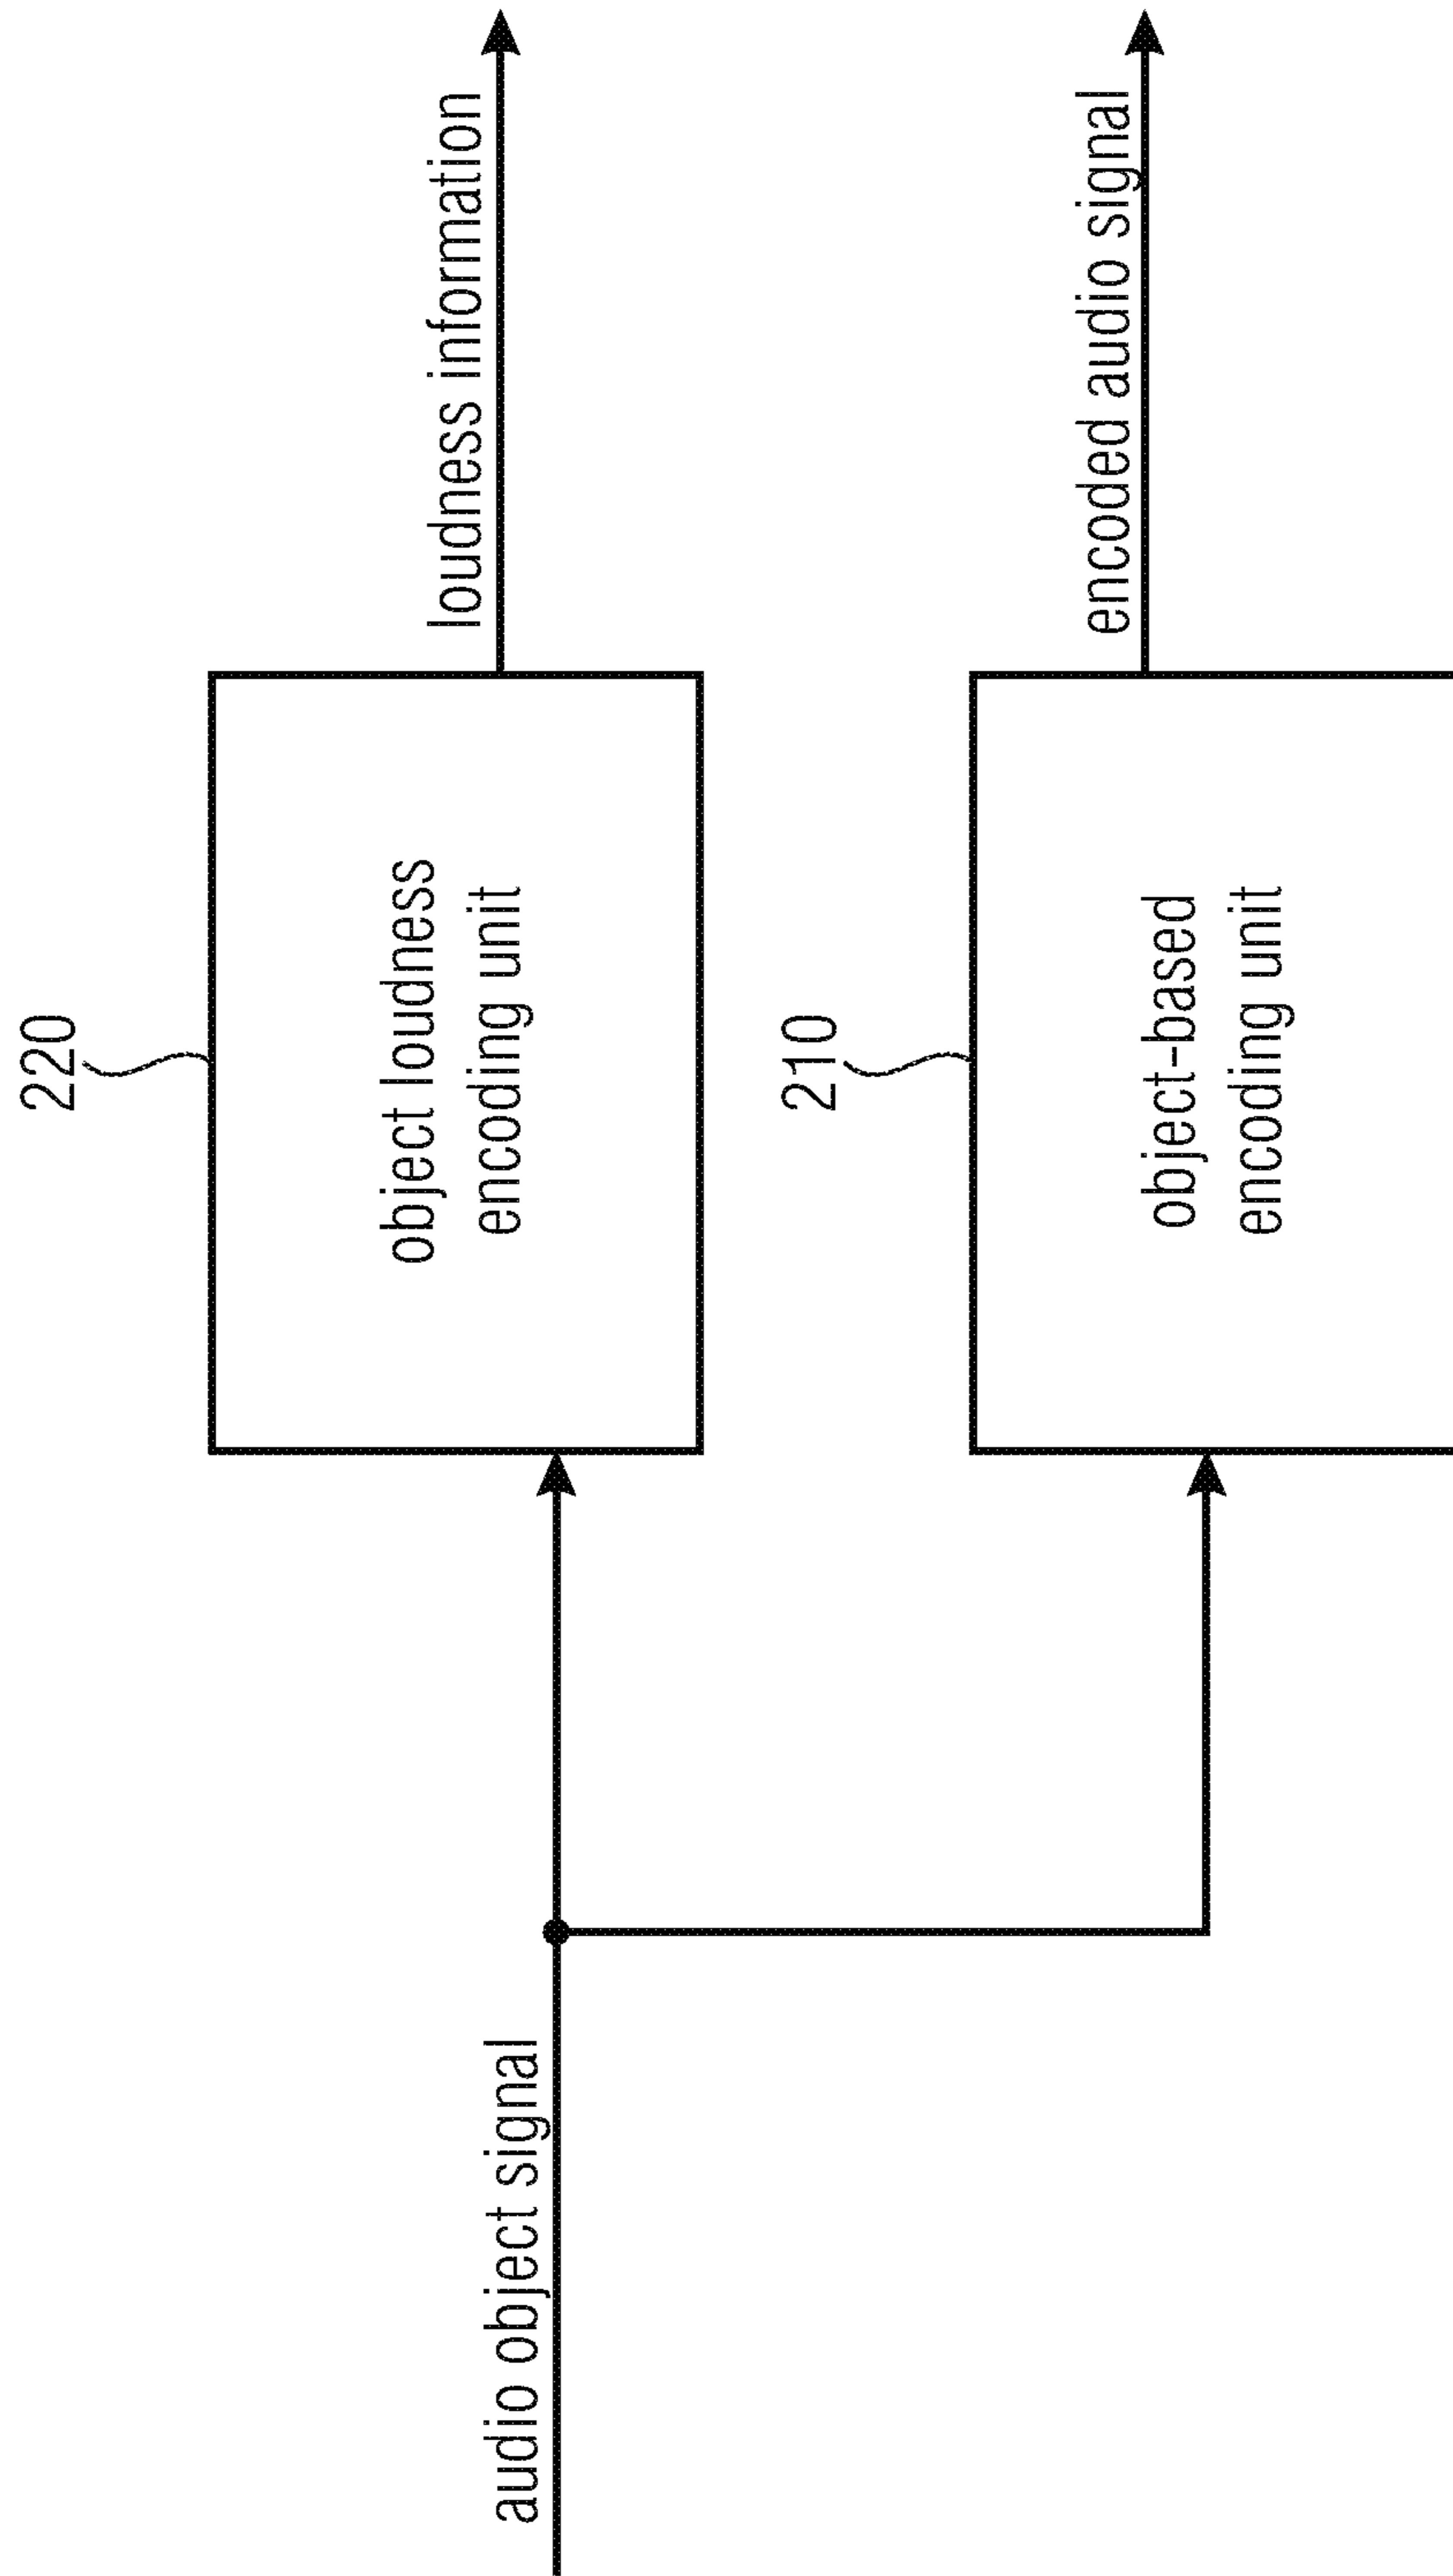 220
object loudness
encoding unit
loudness information
audio object signal
210
object-based
encoding unit
encoded audio signal